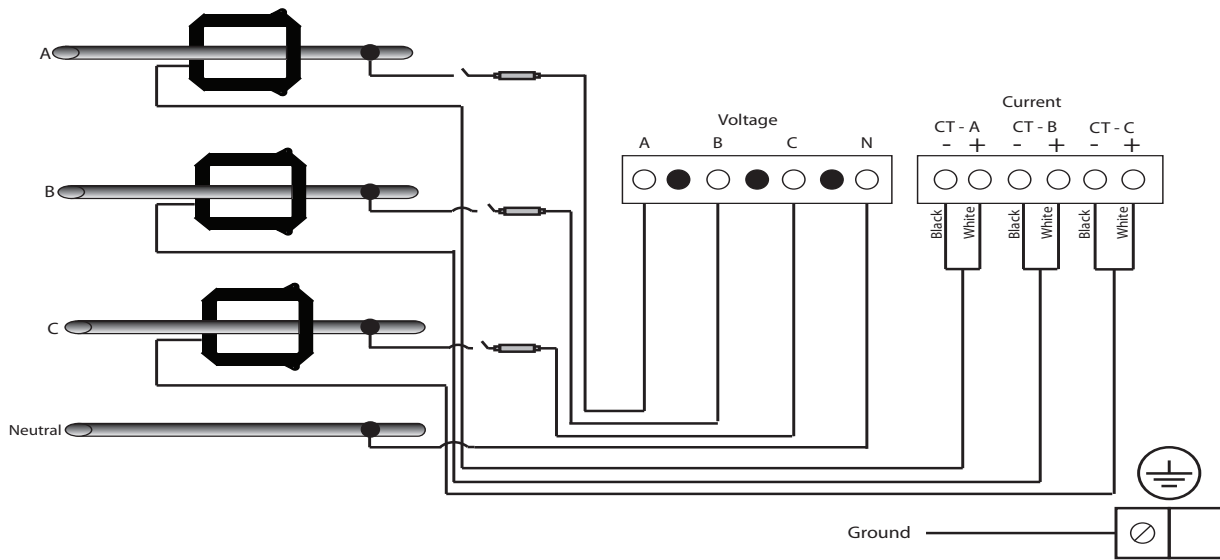 Current
Voltage
CT - A CT - B CT - C
- + - + - +
A B C N
A
B
C
Neutral
Black White Black White Black White
Ground